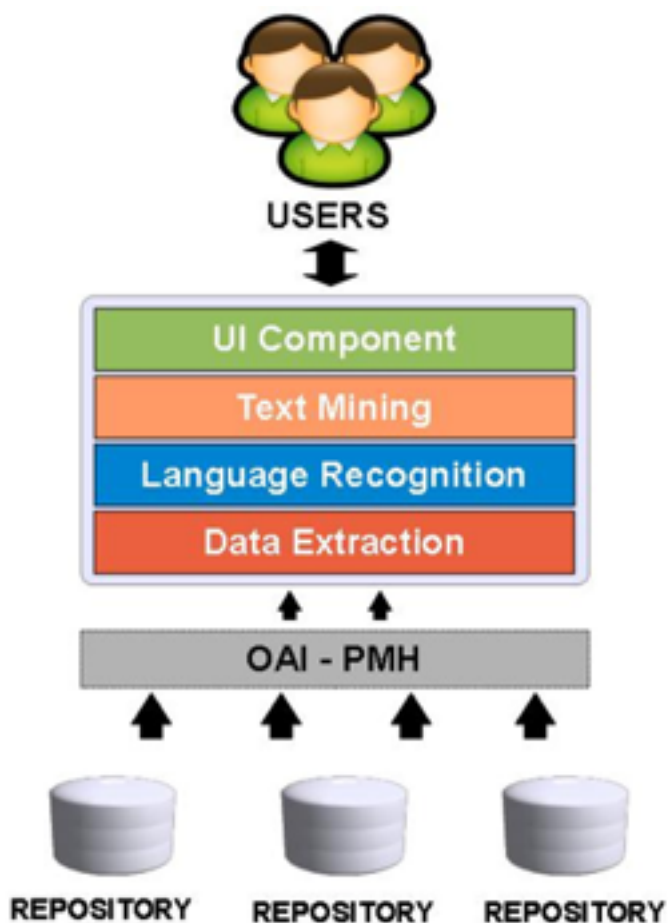 USERS
UI Component
Text Mining
Language Recognition
Data Extraction
OAI - PMH
REPOSITORY REPOSITORY REPOSITORY